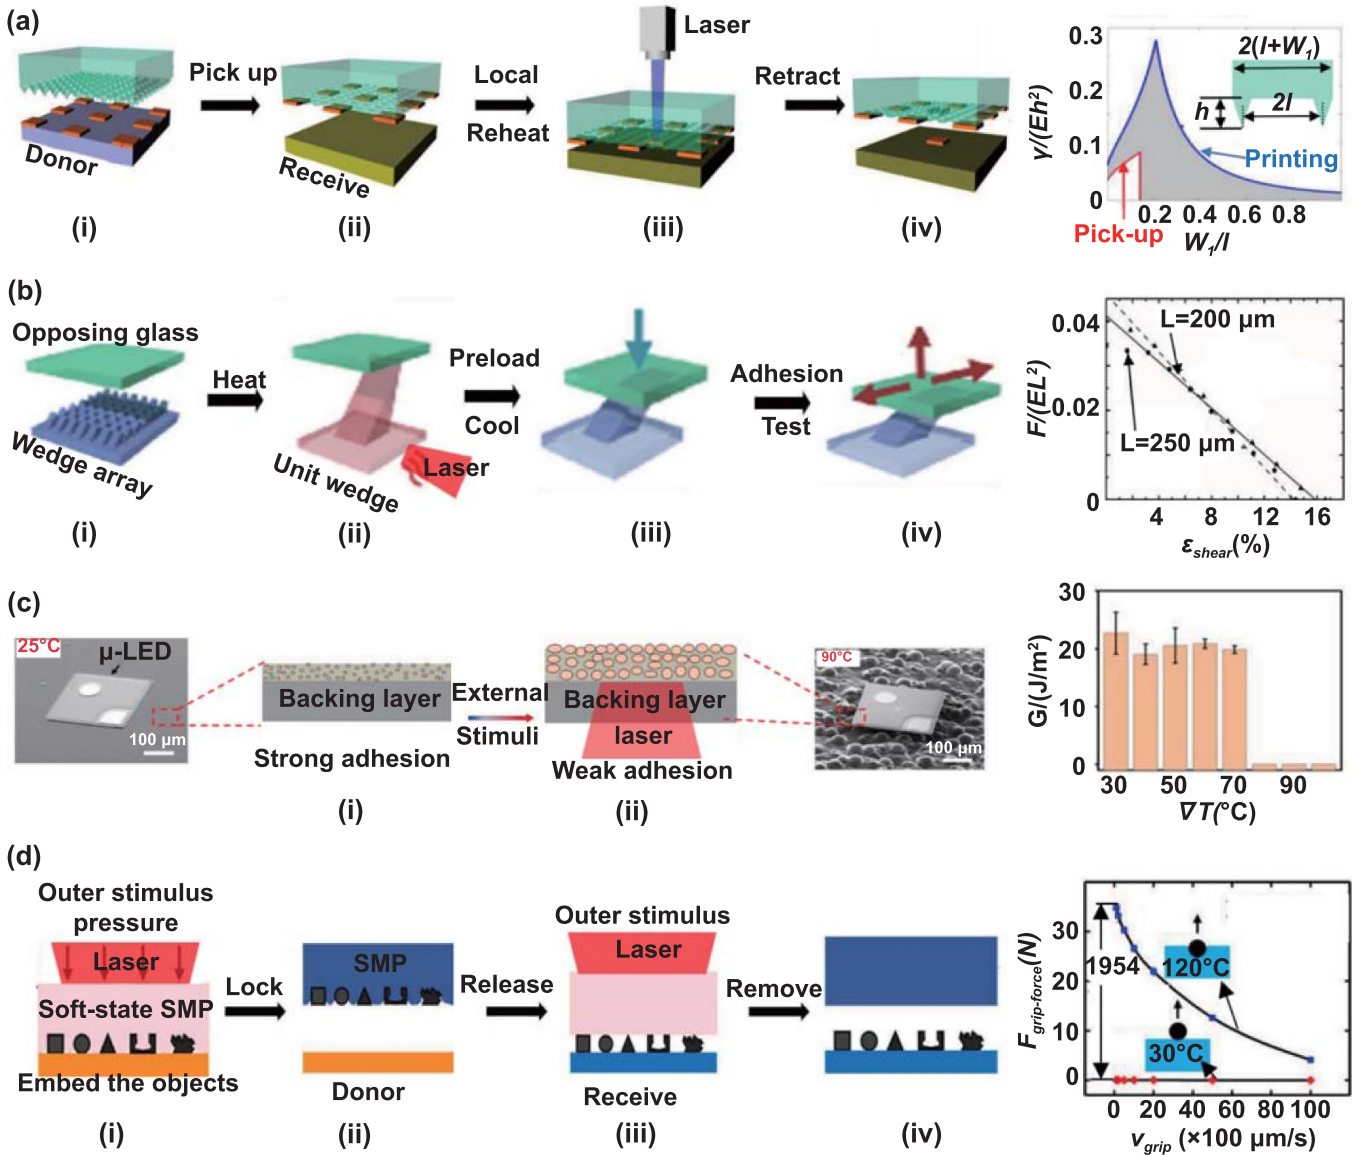 (a)
Donor
(i)
Pick up
Receive
(ii)
Local
Reheat
Laser
(iii)
Retract
(iv)
γ/(Eh²)
0.3
0.2
0.1
0
2(l+W₁)
h
2l
Printing
Pick-up
0.2 0.4 0.6 0.8
W₁/l
(b)
Opposing glass
Wedge array
(i)
Heat
Unit wedge
Laser
(ii)
Preload
Cool
(iii)
Adhesion
Test
(iv)
F/(EL²)
0.04
0.02
0
L=200 μm
L=250 μm
4 8 12 16
ε_shear(%)
(c)
25°C
μ-LED
100 μm
Backing layer
Strong adhesion
(i)
External
Stimuli
Backing layer
laser
Weak adhesion
(ii)
90°C
100 μm
G/(J/m²)
30
20
10
0
30 50 70 90
∇T(°C)
(d)
Outer stimulus
pressure
Laser
Soft-state SMP
Embed the objects
(i)
Lock
SMP
Donor
(ii)
Release
Outer stimulus
Laser
Receive
(iii)
Remove
(iv)
F_grip-force(N)
30
20
10
0
1954
120°C
30°C
0 20 40 60 80 100
v_grip (×100 μm/s)